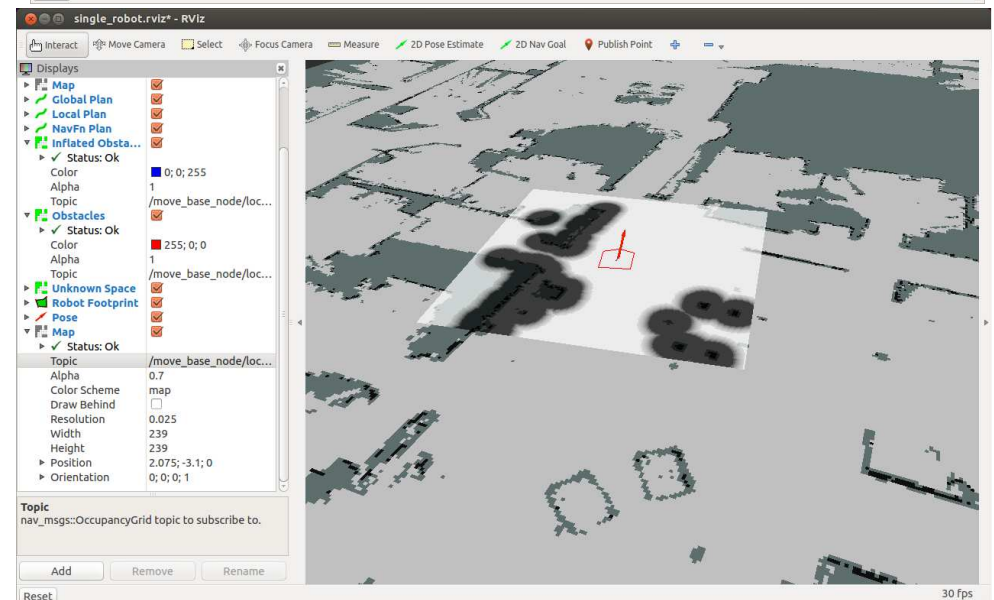 single_robot.rviz* - RViz
Interact Move Camera Select Focus Camera Measure 2D Pose Estimate 2D Nav Goal Publish Point
Displays
Map
Global Plan
Local Plan
NavFn Plan
Inflated Obsta...
Status: Ok
Color 0; 0; 255
Alpha 1
Topic /move_base_node/loc...
Obstacles
Status: Ok
Color 255; 0; 0
Alpha 1
Topic /move_base_node/loc...
Unknown Space
Robot Footprint
Pose
Map
Status: Ok
Topic /move_base_node/loc...
Alpha 0.7
Color Scheme map
Draw Behind
Resolution 0.025
Width 239
Height 239
Position 2.075; -3.1; 0
Orientation 0; 0; 0; 1
Topic
nav_msgs::OccupancyGrid topic to subscribe to.
Add Remove Rename
Reset 30 fps